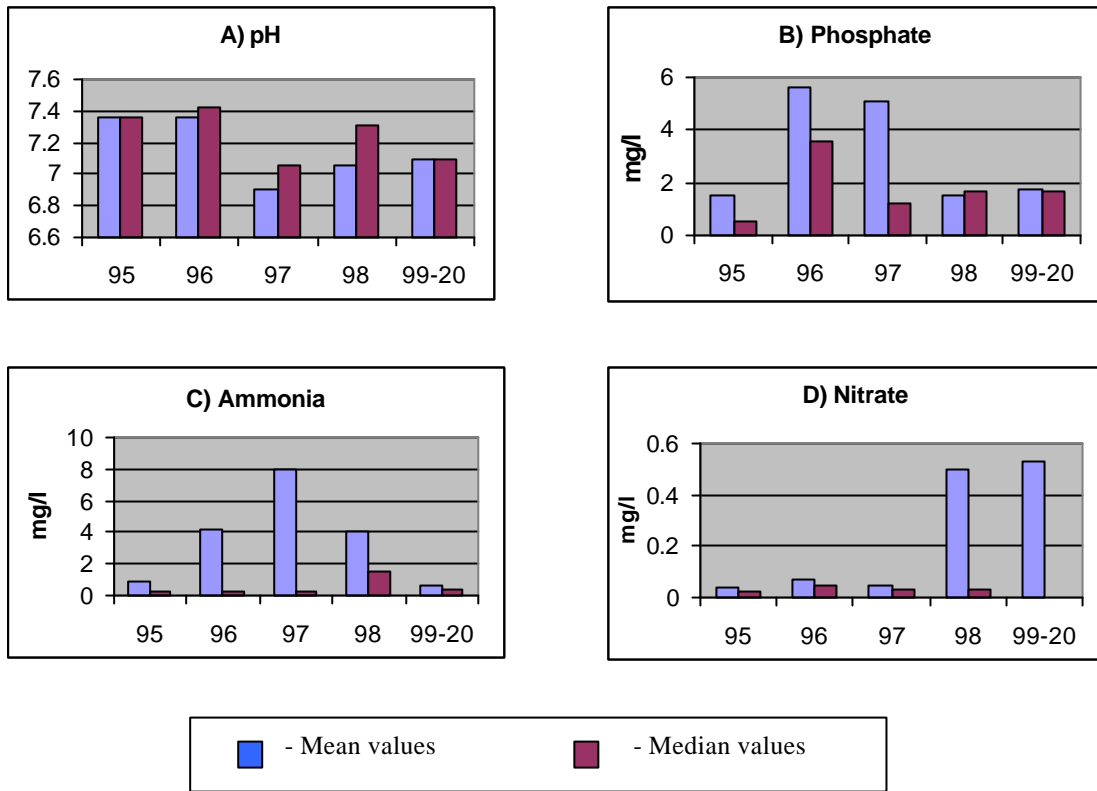 A) pH
7.6
7.4
7.2
7
6.8
6.6
95 96 97 98 99-20
B) Phosphate
mg/l
6
4
2
0
95 96 97 98 99-20
C) Ammonia
mg/l
10
8
6
4
2
0
95 96 97 98 99-20
D) Nitrate
mg/l
0.6
0.4
0.2
0
95 96 97 98 99-20
- Mean values
- Median values